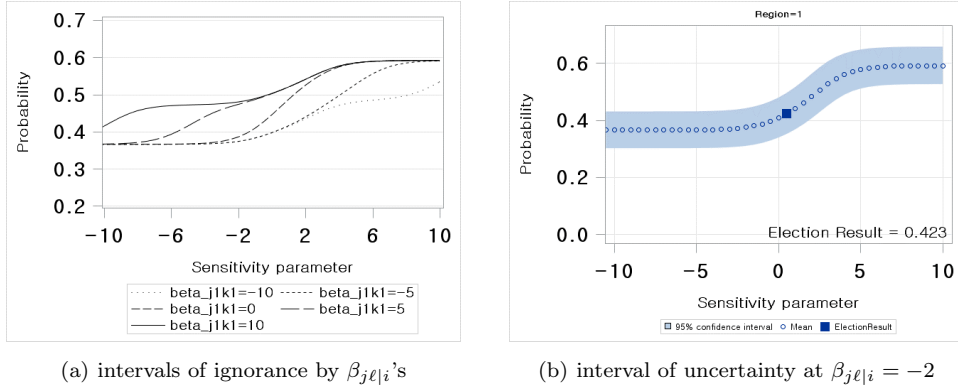 0.7
0.6
0.5
0.4
0.3
0.2
Probability
-10 -6 -2 2 6 10
Sensitivity parameter
beta_j1k1=-10 beta_j1k1=-5
beta_j1k1=0 beta_j1k1=5
beta_j1k1=10
(a) intervals of ignorance by βjℓ|i's
Region=1
0.6
0.4
0.2
0.0
Probability
Election Result = 0.423
-10 -5 0 5 10
Sensitivity parameter
95% confidence interval Mean ElectionResult
(b) interval of uncertainty at βjℓ|i = −2